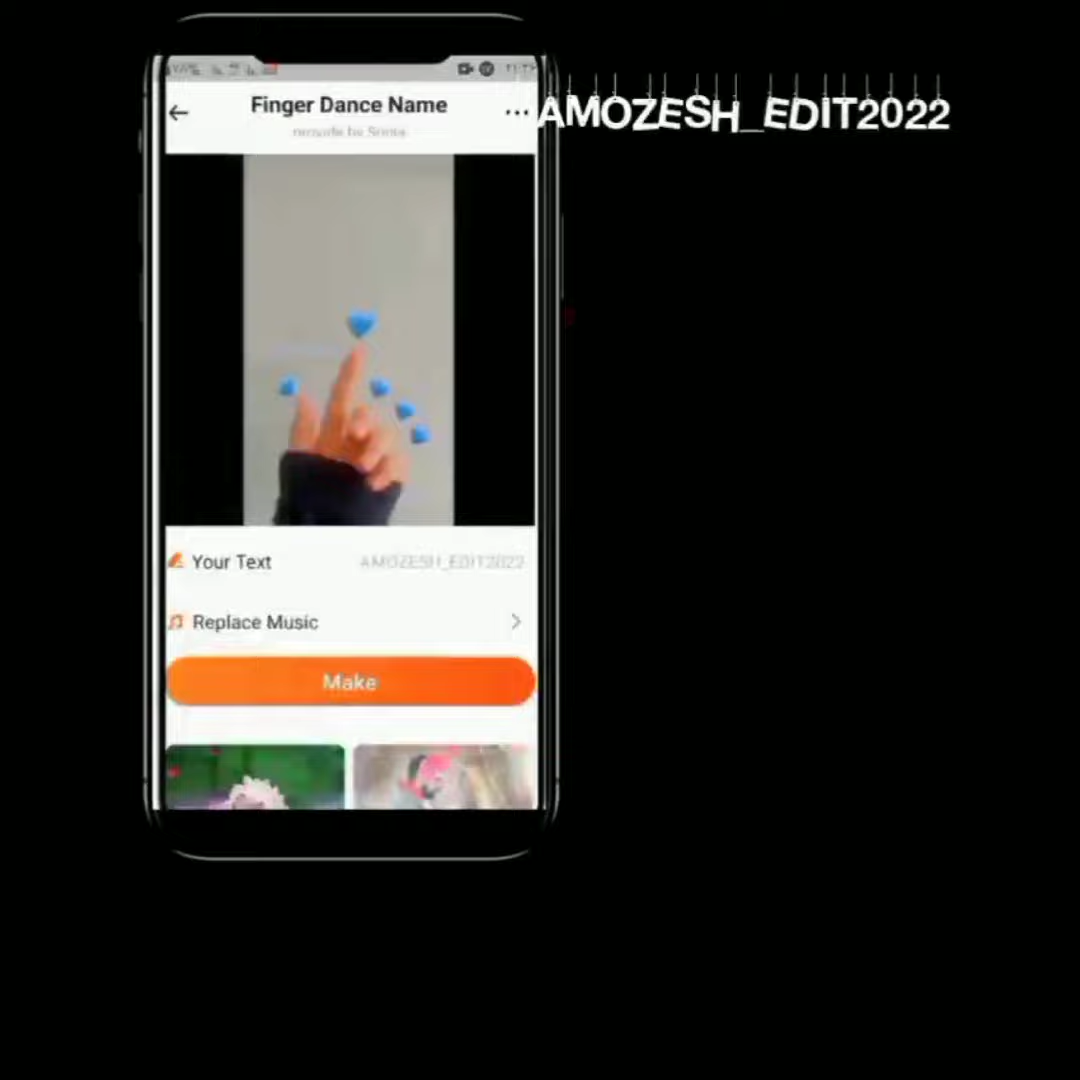 Finger Dance Name
AMOZESH_EDIT2022
Your Text AMOZESH_EDIT2022
Replace Music
Make